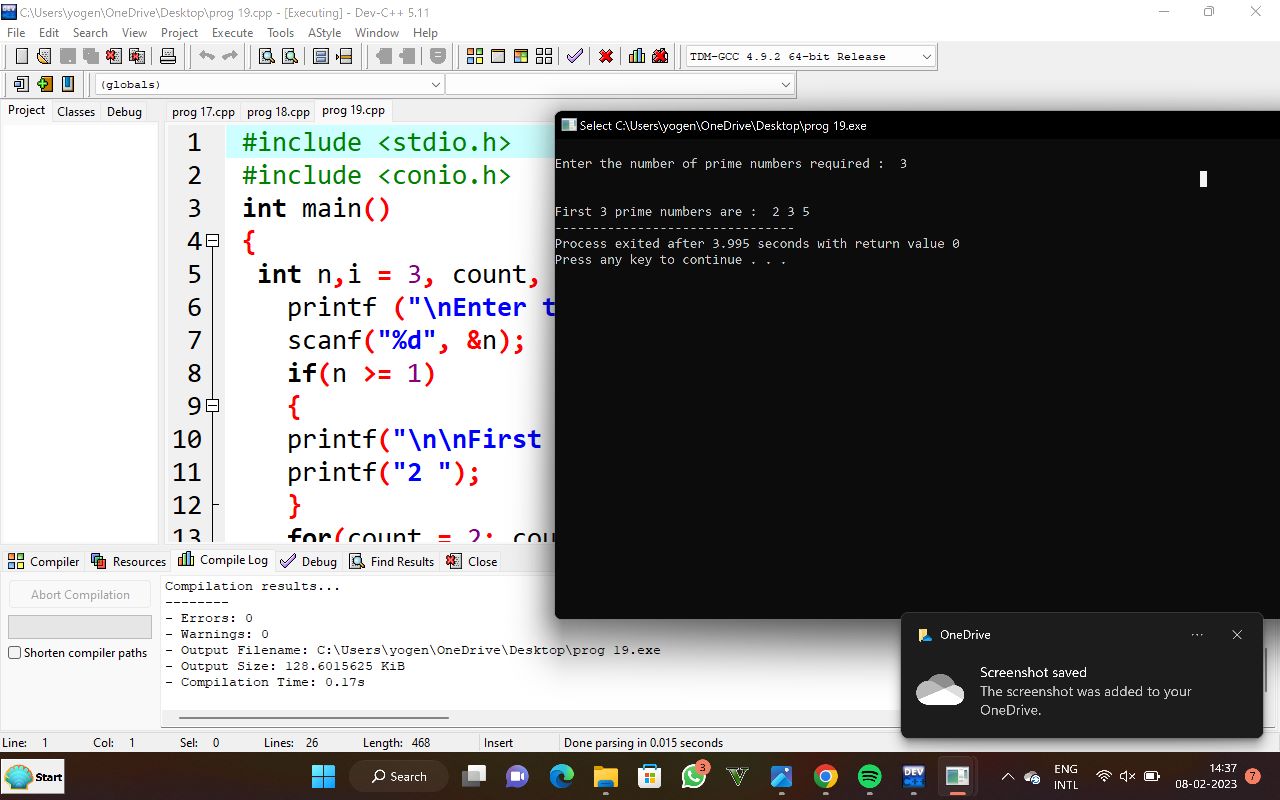 C:\Users\yogen\OneDrive\Desktop\prog 19.cpp - [Executing] - Dev-C++ 5.11
File Edit Search View Project Execute Tools AStyle Window Help
TDM-GCC 4.9.2 64-bit Release
(globals)
Project Classes Debug prog 17.cpp prog 18.cpp prog 19.cpp
1 #include <stdio.h>
2 #include <conio.h>
3 int main()
4 {
5 int n,i = 3, count,
6 printf ("\nEnter t
7 scanf("%d", &n);
8 if(n >= 1)
9 {
10 printf("\n\nFirst
11 printf("2 ");
12 }
13 for(count = 2; cou
Select C:\Users\yogen\OneDrive\Desktop\prog 19.exe
Enter the number of prime numbers required :  3
First 3 prime numbers are :  2 3 5
--------------------------------
Process exited after 3.995 seconds with return value 0
Press any key to continue . . .
Compiler Resources Compile Log Debug Find Results Close
Abort Compilation
Shorten compiler paths
Compilation results...
--------
- Errors: 0
- Warnings: 0
- Output Filename: C:\Users\yogen\OneDrive\Desktop\prog 19.exe
- Output Size: 128.6015625 KiB
- Compilation Time: 0.17s
OneDrive
Screenshot saved
The screenshot was added to your
OneDrive.
Line: 1 Col: 1 Sel: 0 Lines: 26 Length: 468 Insert Done parsing in 0.015 seconds
Start
Search
3
DEV
ENG
INTL
14:37
08-02-2023
7